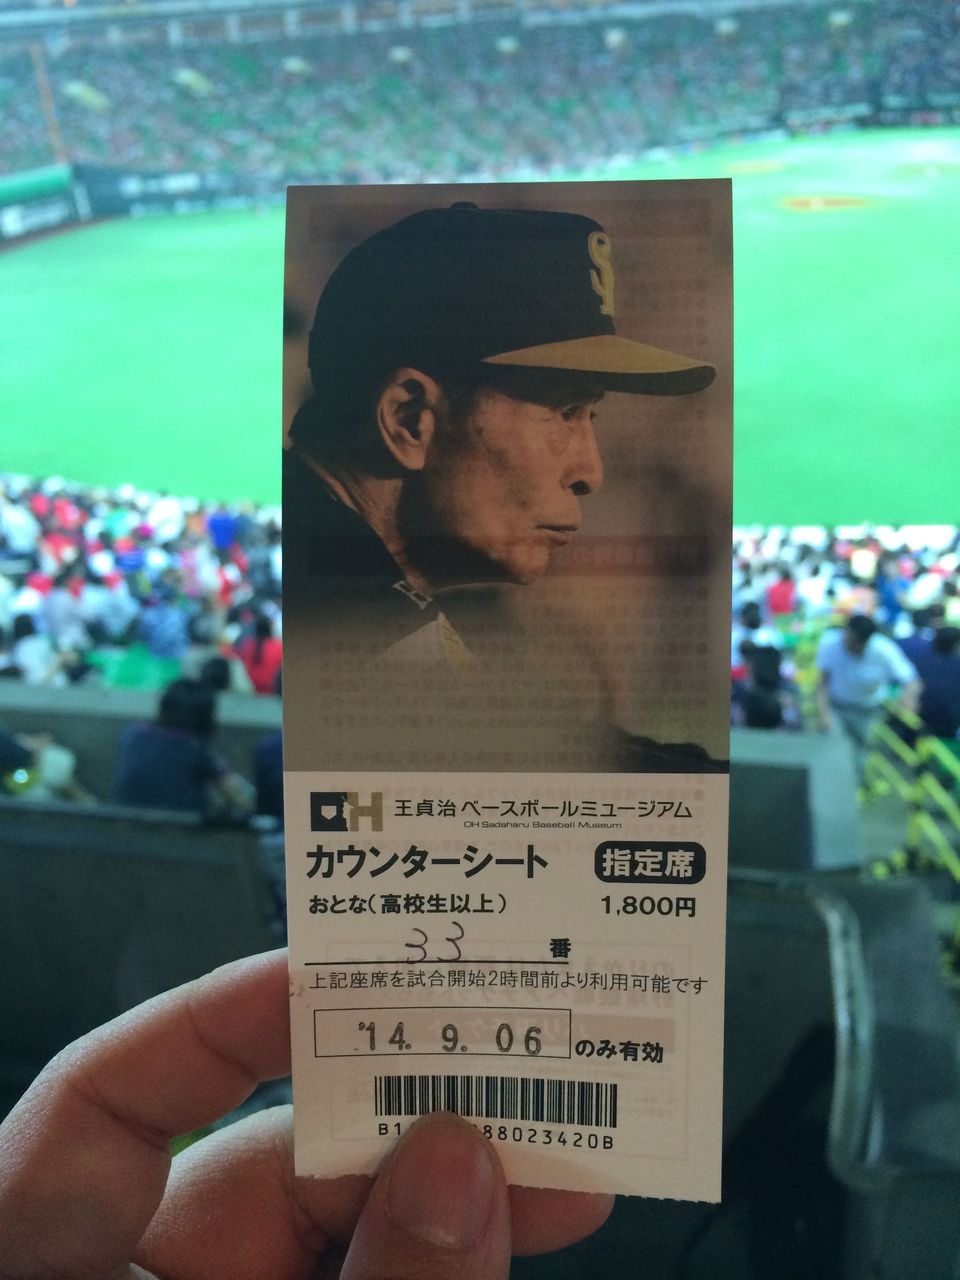 SH
OH 王貞治 ベースボールミュージアム
OH Sadaharu Baseball Museum
カウンターシート 指定席
おとな(高校生以上) 1,800円
33 番
上記座席を試合開始2時間前より利用可能です
'14. 9. 06 のみ有効
88023420B